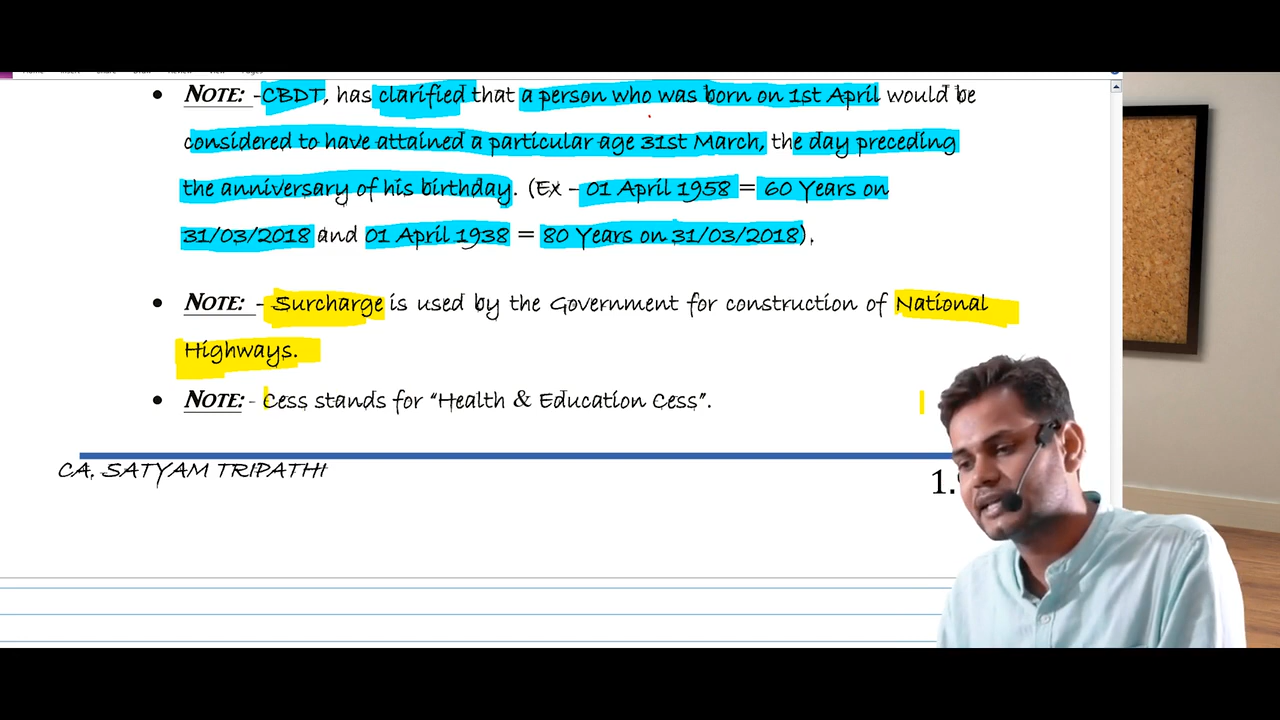 • NOTE: -CBDT, has clarified that a person who was born on 1st April would be
considered to have attained a particular age 31st March, the day preceding
the anniversary of his birthday. (Ex – 01 April 1958 = 60 Years on
31/03/2018 and 01 April 1938 = 80 Years on 31/03/2018).
• NOTE: - Surcharge is used by the Government for construction of National
Highways.
• NOTE: - Cess stands for “Health & Education Cess”.
CA. SATYAM TRIPATHI
1.